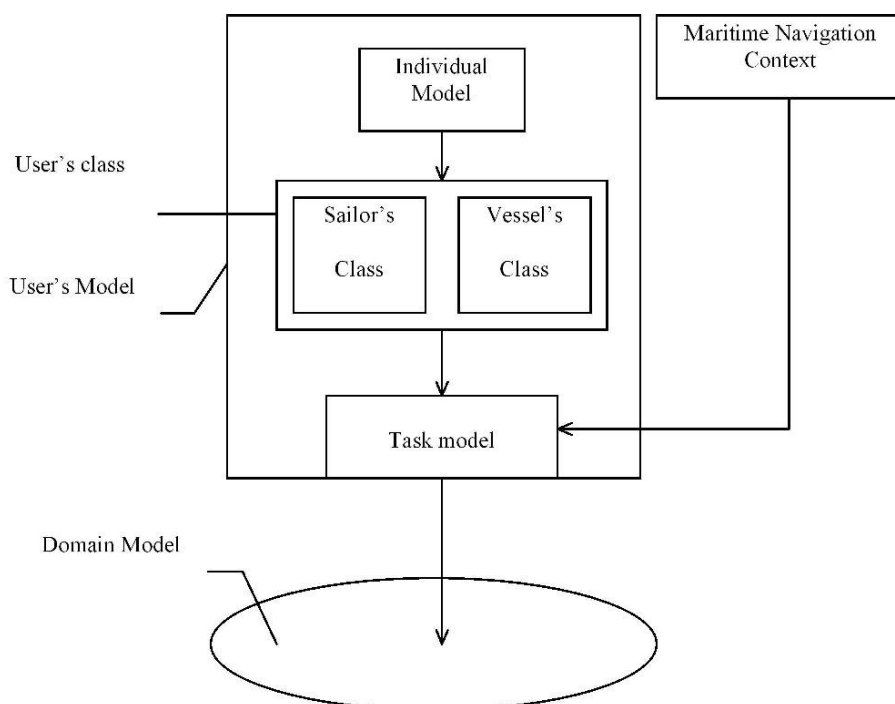 Maritime Navigation
Context
Individual
Model
User's class
Sailor's
Class
Vessel's
Class
User's Model
Task model
Domain Model